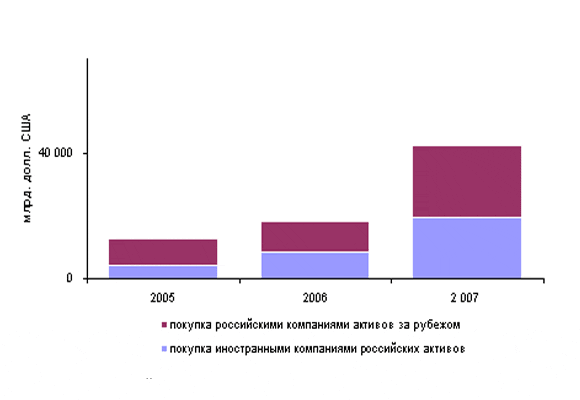 млрд. долл. США
40 000
0
2005 2006 2 007
покупка российскими компаниями активов за рубежом
покупка иностранными компаниями российских активов